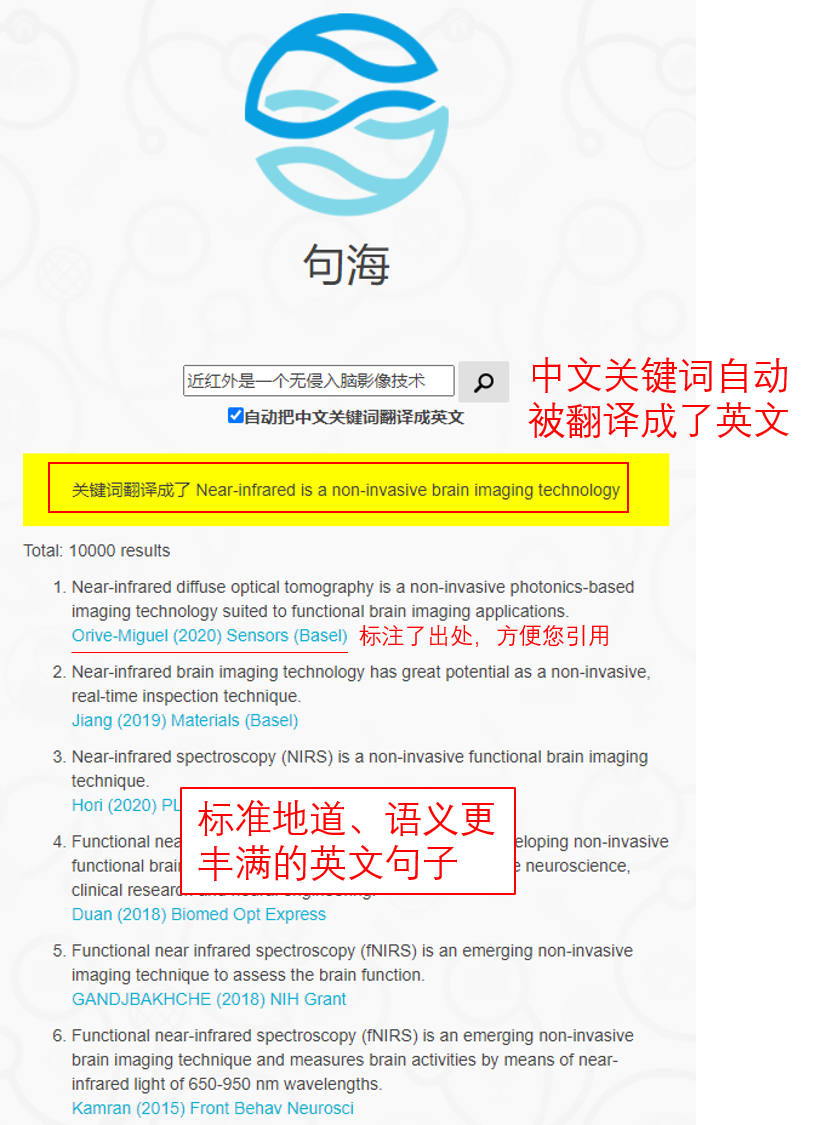 句海
近红外是一个无侵入脑影像技术
中文关键词自动
被翻译成了英文
自动把中文关键词翻译成英文
关键词翻译成了 Near-infrared is a non-invasive brain imaging technology
Total: 10000 results
1. Near-infrared diffuse optical tomography is a non-invasive photonics-based
imaging technology suited to functional brain imaging applications.
Orive-Miguel (2020) Sensors (Basel) 标注了出处，方便您引用
2. Near-infrared brain imaging technology has great potential as a non-invasive,
real-time inspection technique.
Jiang (2019) Materials (Basel)
3. Near-infrared spectroscopy (NIRS) is a non-invasive functional brain imaging
technique.
Hori (2020)
标准地道、语义更
丰满的英文句子
4. Functional non-invasive
functional neuroscience,
clinical
Duan (2018) Biomed Opt Express
5. Functional near infrared spectroscopy (fNIRS) is an emerging non-invasive
imaging technique to assess the brain function.
GANDJBAKHCHE (2018) NIH Grant
6. Functional near-infrared spectroscopy (fNIRS) is an emerging non-invasive
brain imaging technique and measures brain activities by means of near-
infrared light of 650-950 nm wavelengths.
Kamran (2015) Front Behav Neurosci